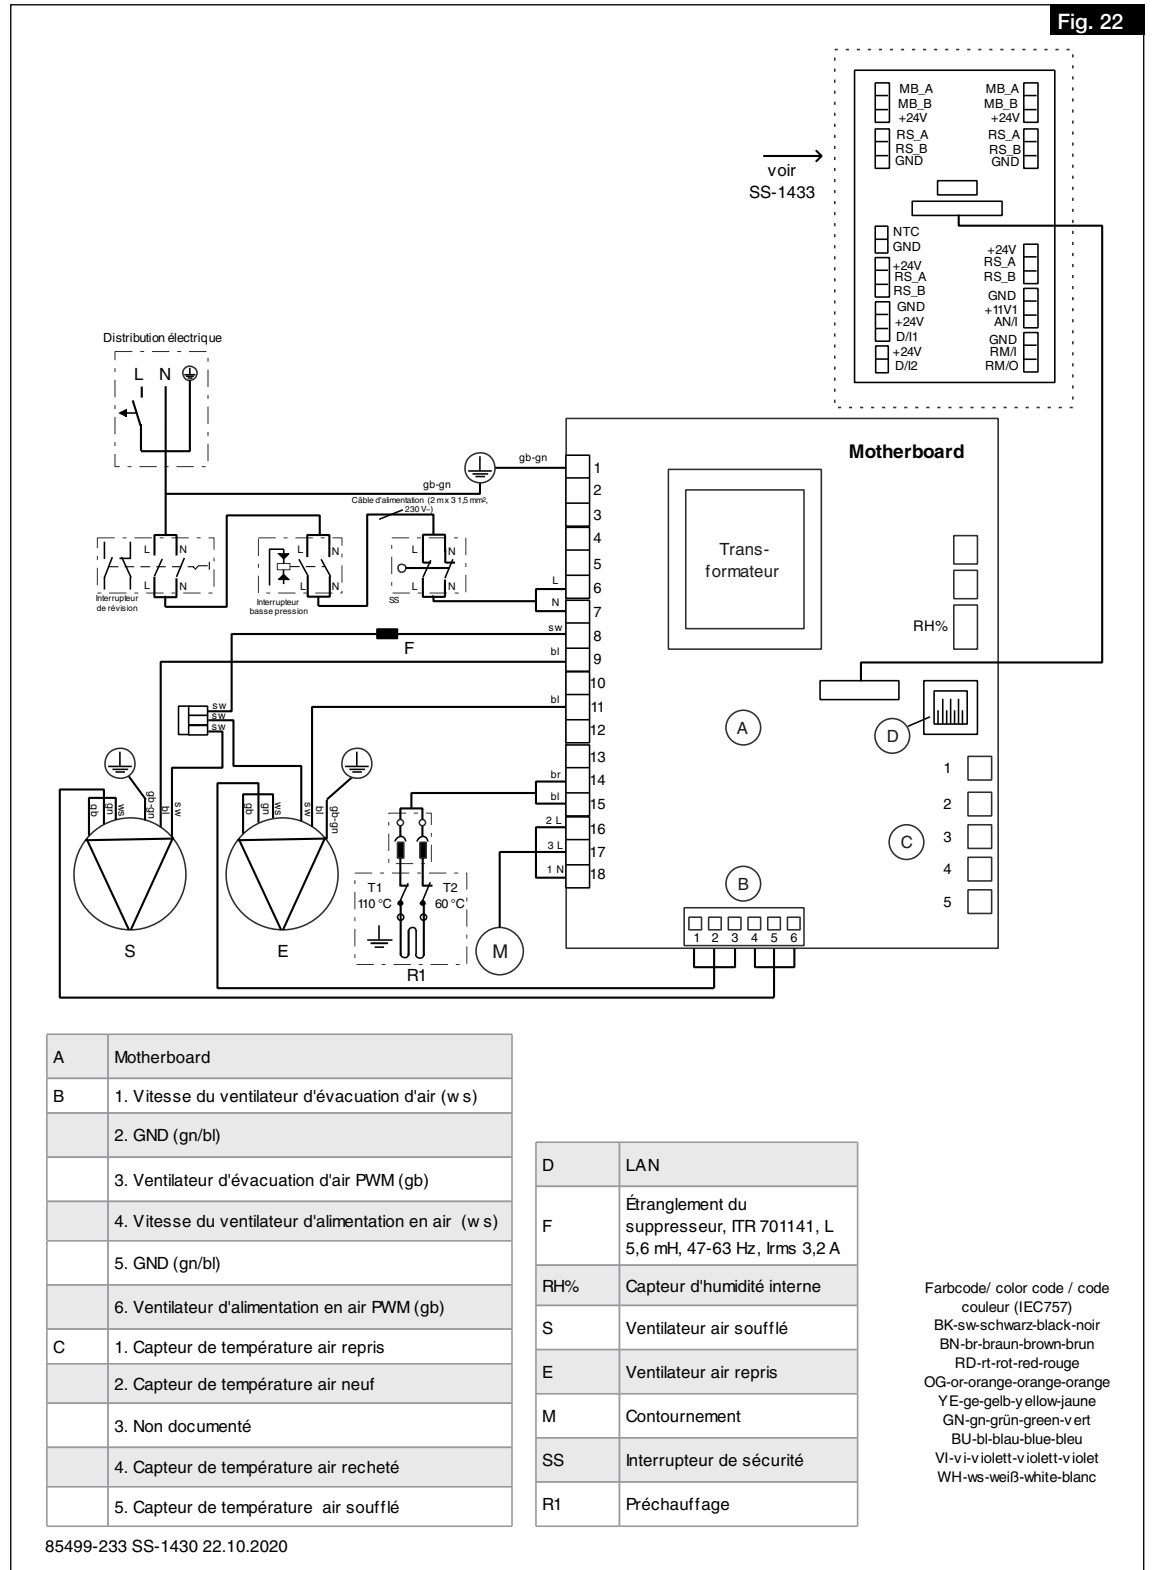 Fig. 22
MB_A MB_A
MB_B MB_B
+24V +24V
RS_A RS_A
RS_B RS_B
GND GND
voir
SS-1433
NTC
GND
+24V
RS_A
RS_B
GND
+24V
D/I1
+24V
D/I2
+24V
RS_A
RS_B
GND
+11V1
AN/I
GND
RM/I
RM/O
Distribution électrique
L N
Motherboard
gb-gn
gb-gn
Câble d'alimentation (2 m x 3 1,5 mm²,
230 V~)
L N
L N
Interrupteur
de révision
L N
L N
Interrupteur
basse pression
L N
L N
SS
L
N
sw
bl
bl
br
bl
2 L
3 L
1 N
1
2
3
4
5
6
7
8
9
10
11
12
13
14
15
16
17
18
Trans-
formateur
RH%
F
sw
sw
sw
A
D
1
2
3
4
5
C
B
1 2 3 4 5 6
gb gn ws gb-gn bl sw
gb gn ws sw bl gb-gn
S
E
T1
110 °C
T2
60 °C
R1
M
A Motherboard
B 1. Vitesse du ventilateur d'évacuation d'air (ws)
2. GND (gn/bl)
3. Ventilateur d'évacuation d'air PWM (gb)
4. Vitesse du ventilateur d'alimentation en air (ws)
5. GND (gn/bl)
6. Ventilateur d'alimentation en air PWM (gb)
C 1. Capteur de température air repris
2. Capteur de température air neuf
3. Non documenté
4. Capteur de température air recheté
5. Capteur de température air soufflé
D LAN
F Étranglement du
suppresseur, ITR 701141, L
5,6 mH, 47-63 Hz, Irms 3,2 A
RH% Capteur d'humidité interne
S Ventilateur air soufflé
E Ventilateur air repris
M Contournement
SS Interrupteur de sécurité
R1 Préchauffage
Farbcode/ color code / code
couleur (IEC757)
BK-sw-schwarz-black-noir
BN-br-braun-brown-brun
RD-rt-rot-red-rouge
OG-or-orange-orange-orange
YE-ge-gelb-yellow-jaune
GN-gn-grün-green-vert
BU-bl-blau-blue-bleu
VI-vi-violett-violett-violet
WH-ws-weiß-white-blanc
85499-233 SS-1430 22.10.2020